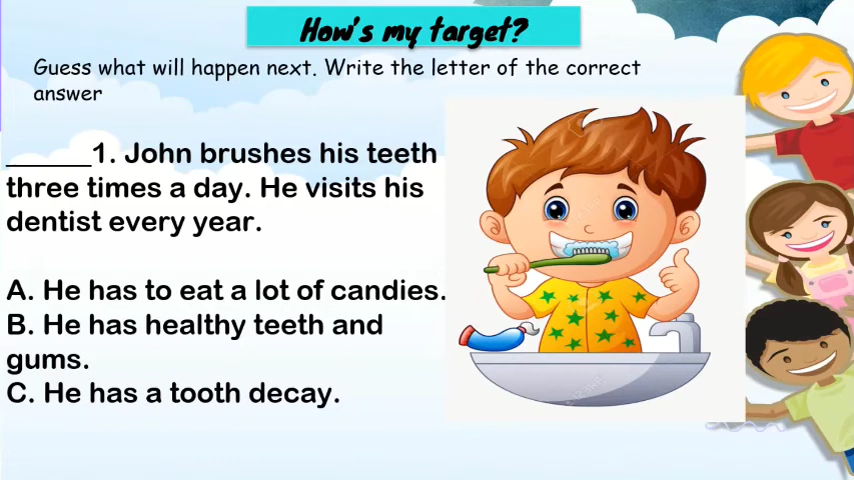 How's my target?
Guess what will happen next. Write the letter of the correct
answer
______1. John brushes his teeth
three times a day. He visits his
dentist every year.
A. He has to eat a lot of candies.
B. He has healthy teeth and
gums.
C. He has a tooth decay.